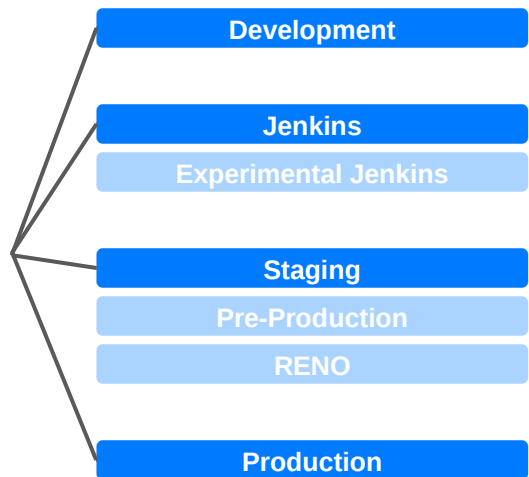 Development
Jenkins
Experimental Jenkins
Staging
Pre-Production
RENO
Production